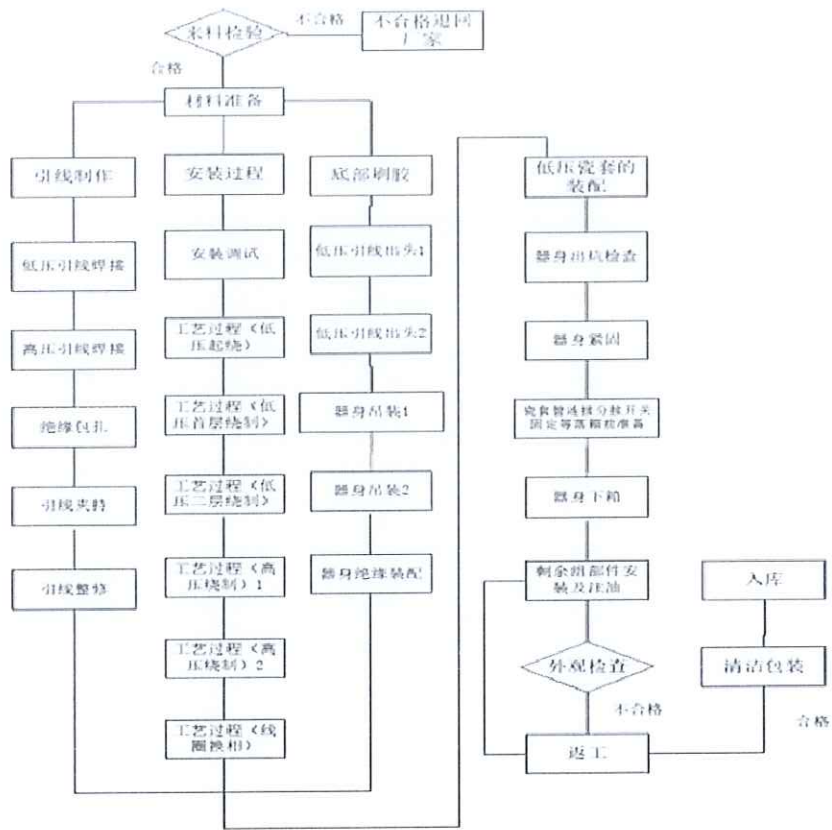 来料检验
不合格
不合格退回
厂家
合格
材料准备
引线制作
低压引线焊接
高压引线焊接
绝缘包扎
引线夹持
引线整修
安装过程
安装调试
工艺过程（低
压起绕）
工艺过程（低
压首层绕制）
工艺过程（低
压二层绕制）
工艺过程（高
压绕制）1
工艺过程（高
压绕制）2
工艺过程（线
圈换相）
底部刷胶
低压引线出头1
低压引线出头2
器身吊装1
器身吊装2
器身绝缘装配
低压瓷套的
装配
器身出炕检查
器身紧固
瓷套管连接分接开关
固定等落箱前准备
器身下箱
剩余组部件安
装及注油
外观检查
不合格
返工
合格
清洁包装
入库